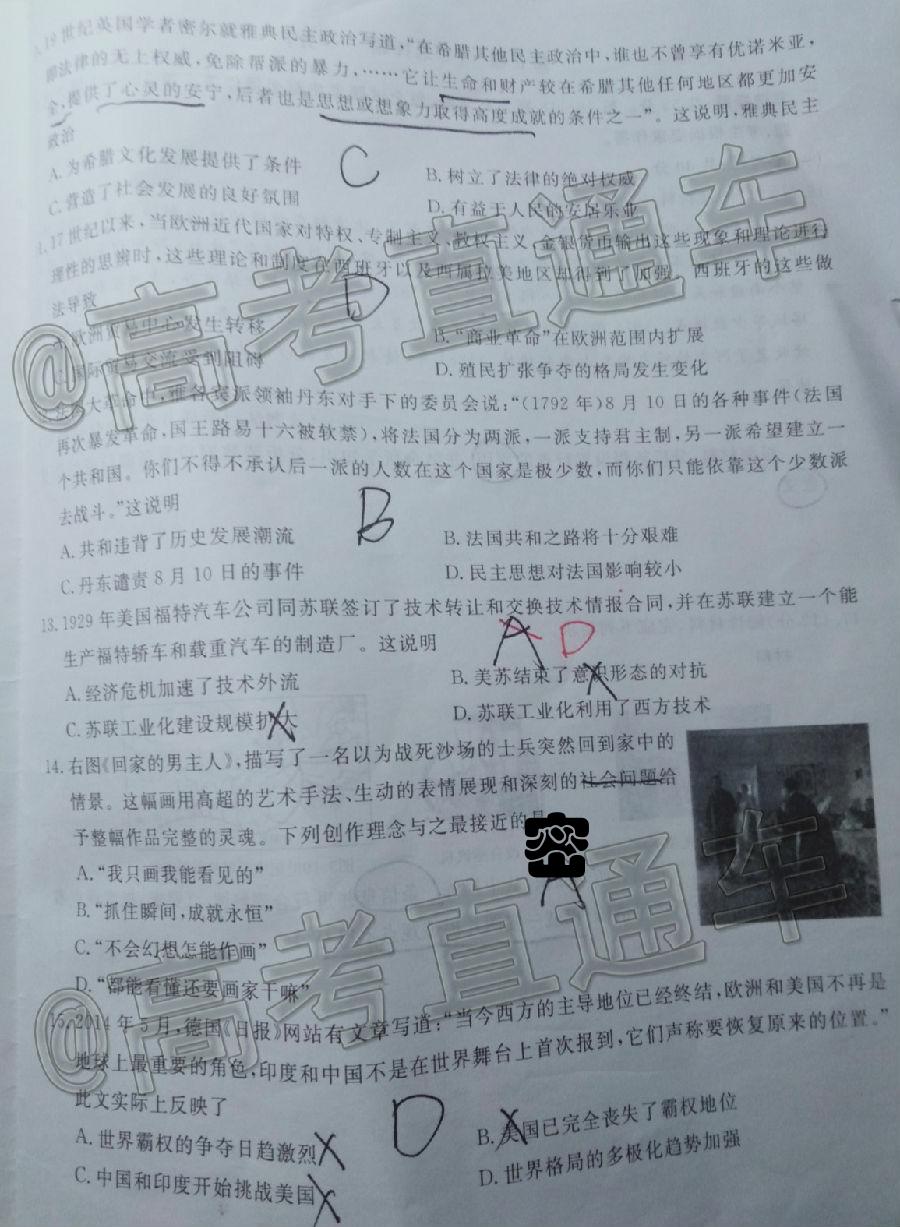 19世纪英国学者密尔就雅典民主政治写道,“在希腊其他民主政治中,谁也不曾享有优诺米亚,
即法律的无上权威,免除帮派的暴力,……它让生命和财产较在希腊其他任何地区都更加安
全,提供了心灵的安宁,后者也是思想或想象力取得高度成就的条件之一”。这说明,雅典民主
政治
A.为希腊文化发展提供了条件
C
B.树立了法律的绝对权威
C.营造了社会发展的良好氛围
D.有益于人民的安居乐业
17世纪以来,当欧洲近代国家对特权、专制主义、教权主义、金银货币输出这些现象和理论进行
理性的思辨时,这些理论和制度在西班牙以及西属拉美地区却得到了加强。西班牙的这些做
法导致
D
A.欧洲贸易中心发生转移
B.“商业革命”在欧洲范围内扩展
C.国际贸易交流受到阻碍
D.殖民扩张争夺的格局发生变化
大革命中,雅各宾派领袖丹东对手下的委员会说:“(1792年)8月10日的各种事件(法国
再次暴发革命,国王路易十六被软禁),将法国分为两派,一派支持君主制,另一派希望建立一
个共和国。你们不得不承认后一派的人数在这个国家是极少数,而你们只能依靠这个少数派
去战斗。”这说明
B
A.共和违背了历史发展潮流
B.法国共和之路将十分艰难
C.丹东谴责8月10日的事件
D.民主思想对法国影响较小
13.1929年美国福特汽车公司同苏联签订了技术转让和交换技术情报合同,并在苏联建立一个能
生产福特轿车和载重汽车的制造厂。这说明
A D
A.经济危机加速了技术外流
B.美苏结束了意识形态的对抗
C.苏联工业化建设规模扩大
D.苏联工业化利用了西方技术
14.右图《回家的男主人》,描写了一名以为战死沙场的士兵突然回到家中的
情景。这幅画用高超的艺术手法、生动的表情展现和深刻的社会问题给
予整幅作品完整的灵魂。下列创作理念与之最接近的是
密
A
A.“我只画我能看见的”
B.“抓住瞬间,成就永恒”
C.“不会幻想怎能作画”
D.“都能看懂还要画家干嘛”
15.2014年5月,德国《日报》网站有文章写道:“当今西方的主导地位已经终结,欧洲和美国不再是
地球上最重要的角色,印度和中国不是在世界舞台上首次报到,它们声称要恢复原来的位置。”
此文实际上反映了
D
A.世界霸权的争夺日趋激烈
B.美国已完全丧失了霸权地位
C.中国和印度开始挑战美国
D.世界格局的多极化趋势加强
@高考直通车
@高考直通车